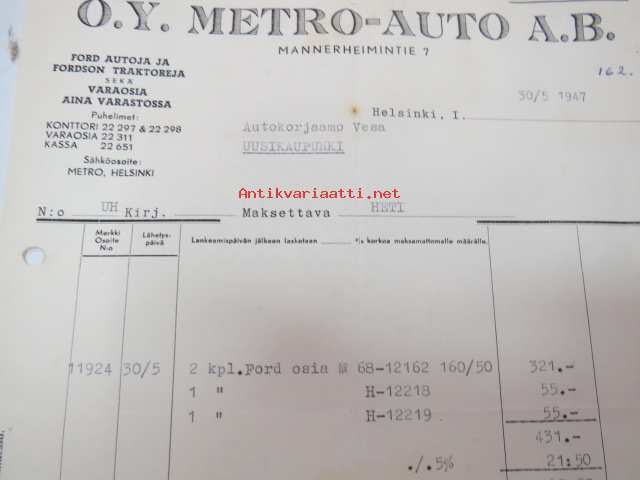 O.Y. METRO-AUTO A.B.
MANNERHEIMINTIE 7
FORD AUTOJA JA
FORDSON TRAKTOREJA
SEKÄ
VARAOSIA
AINA VARASTOSSA
Puhelimet:
KONTTORI 22 297 & 22 298
VARAOSIA 22 311
KASSA 22 651
Sähköosoite:
METRO, HELSINKI
162.
30/5 1947
Helsinki, I.
Autokorjaamo Vesa
UUSIKAUPUNKI
Antikvariaatti.net
N:o UH Kirj. Maksettava HETI
Merkki Osoite N:o
Lähetys-päivä
Lankeamispäivän jälkeen lasketaan % korkoa maksamattomalle määrälle.
11924 30/5 2 kpl. Ford osia N 68-12162 160/50 321.-
1 " H-12218 55.-
1 " H-12219 55.-
431.-
./. 5% 21:50